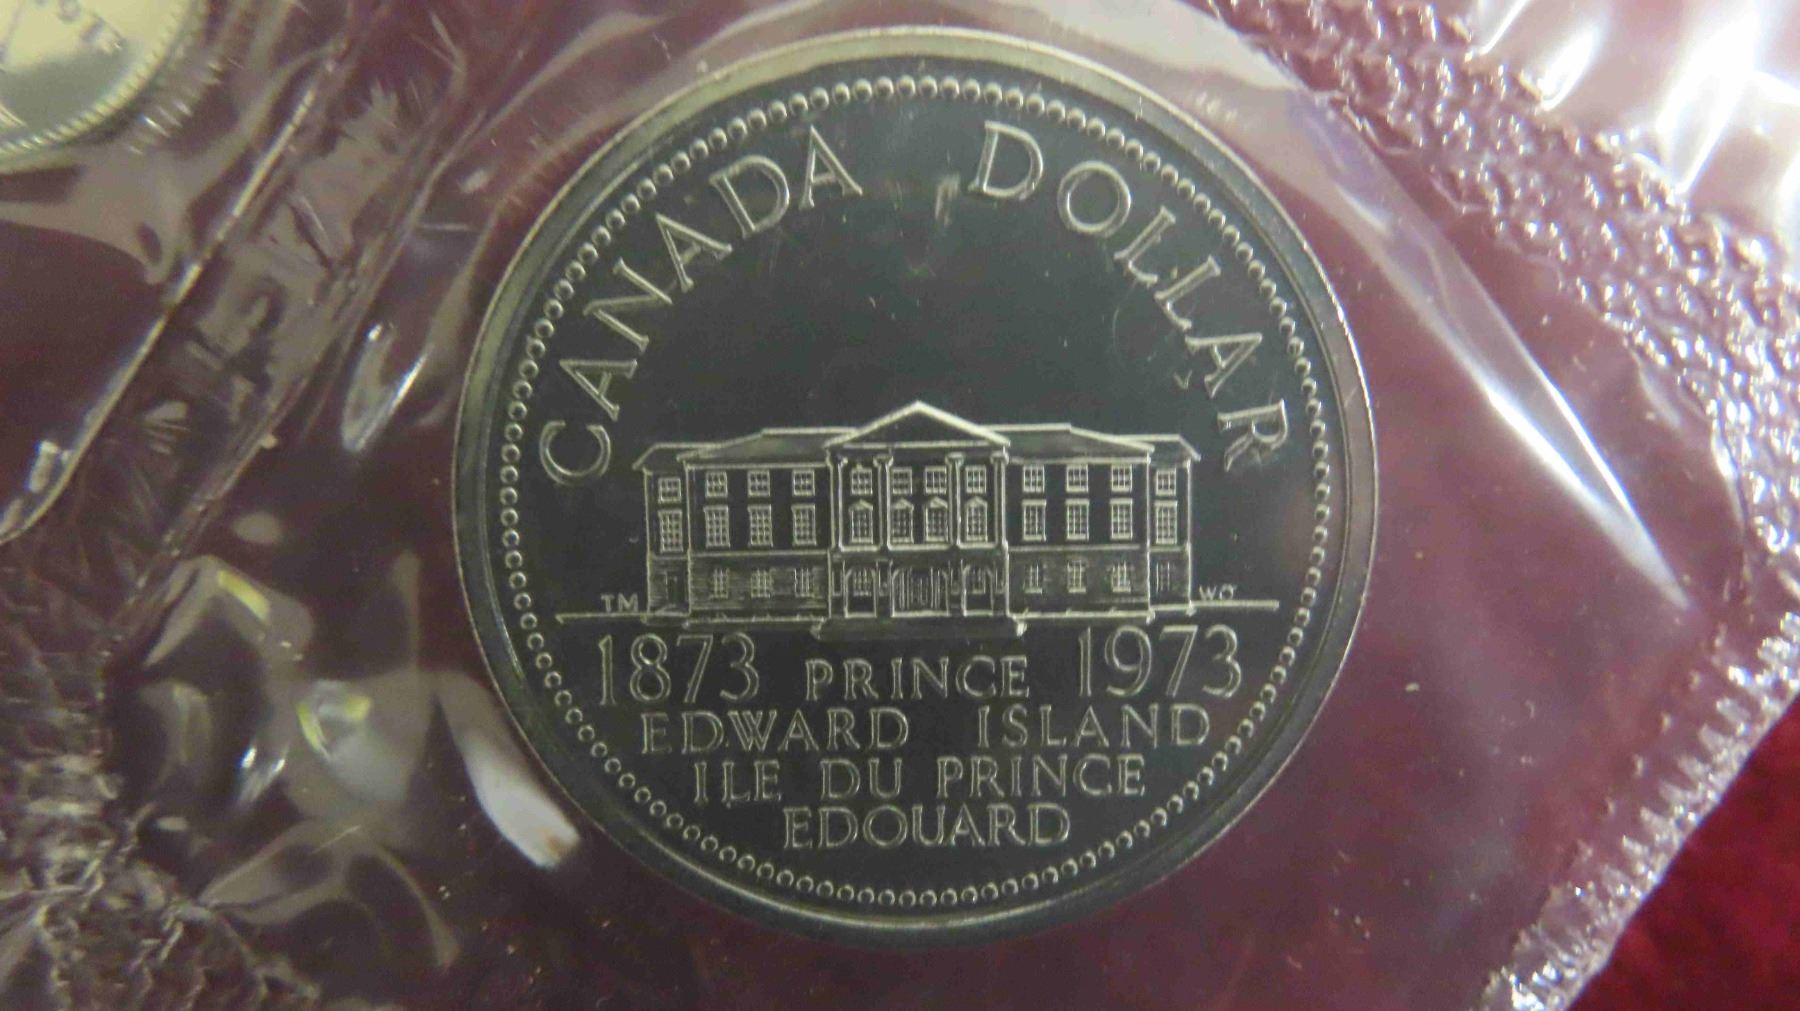 CANADA DOLLAR
TM WO
1873 PRINCE 1973
EDWARD ISLAND
ILE DU PRINCE
EDOUARD